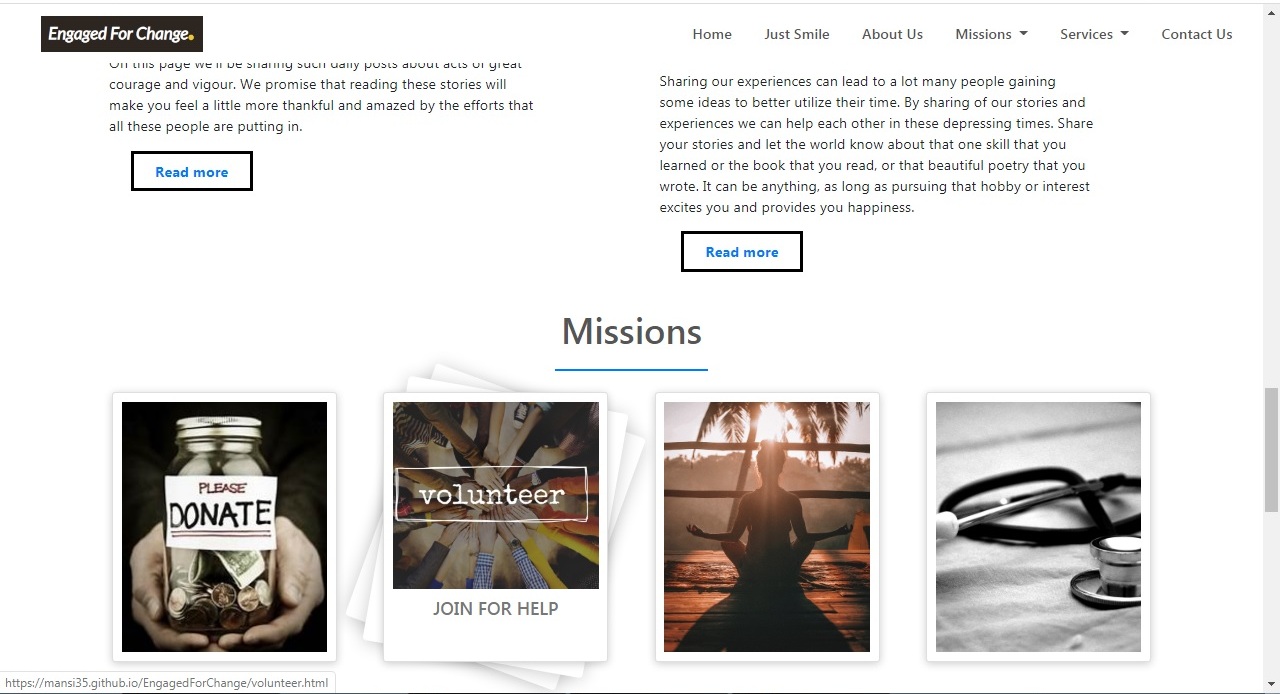 Engaged For Change.
Home
Just Smile
About Us
Missions
Services
Contact Us
On this page we'll be sharing such daily posts about acts of great
courage and vigour. We promise that reading these stories will
make you feel a little more thankful and amazed by the efforts that
all these people are putting in.
Read more
Sharing our experiences can lead to a lot many people gaining
some ideas to better utilize their time. By sharing of our stories and
experiences we can help each other in these depressing times. Share
your stories and let the world know about that one skill that you
learned or the book that you read, or that beautiful poetry that you
wrote. It can be anything, as long as pursuing that hobby or interest
excites you and provides you happiness.
Read more
Missions
PLEASE
DONATE
volunteer
JOIN FOR HELP
https://mansi35.github.io/EngagedForChange/volunteer.html